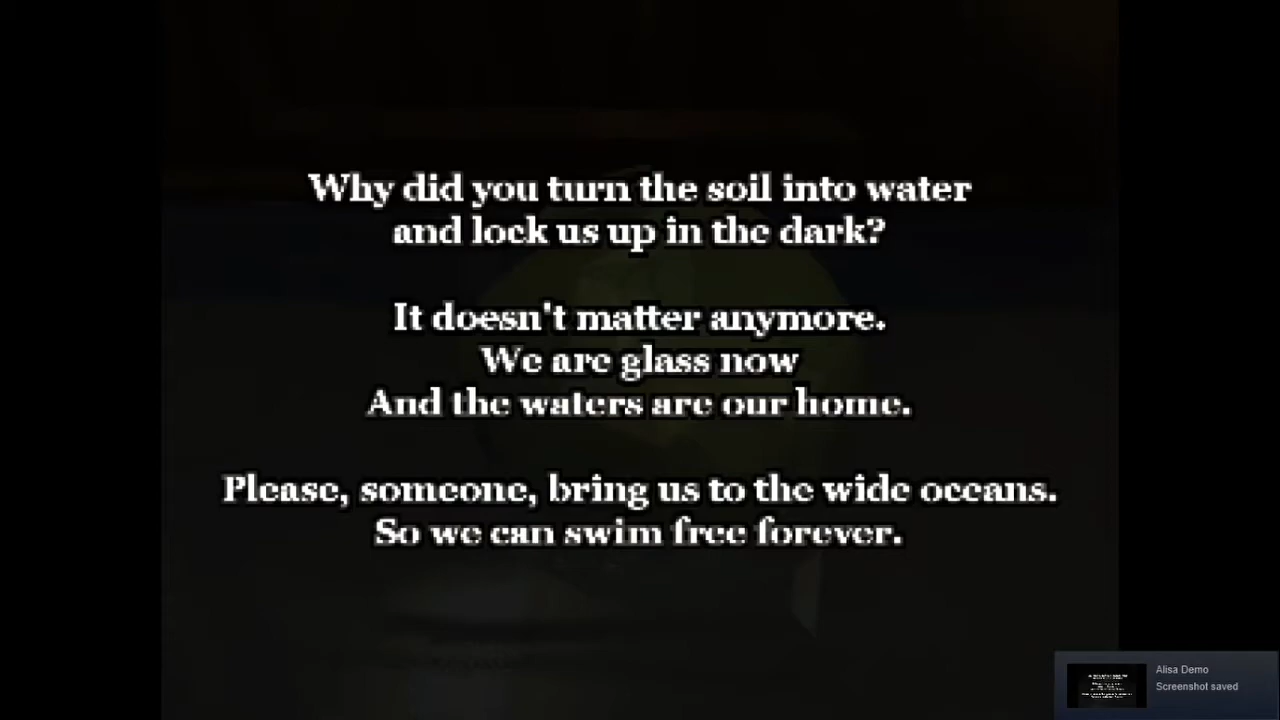 Why did you turn the soil into water
and lock us up in the dark?
It doesn't matter anymore.
We are glass now
And the waters are our home.
Please, someone, bring us to the wide oceans.
So we can swim free forever.
Alisa Demo
Screenshot saved